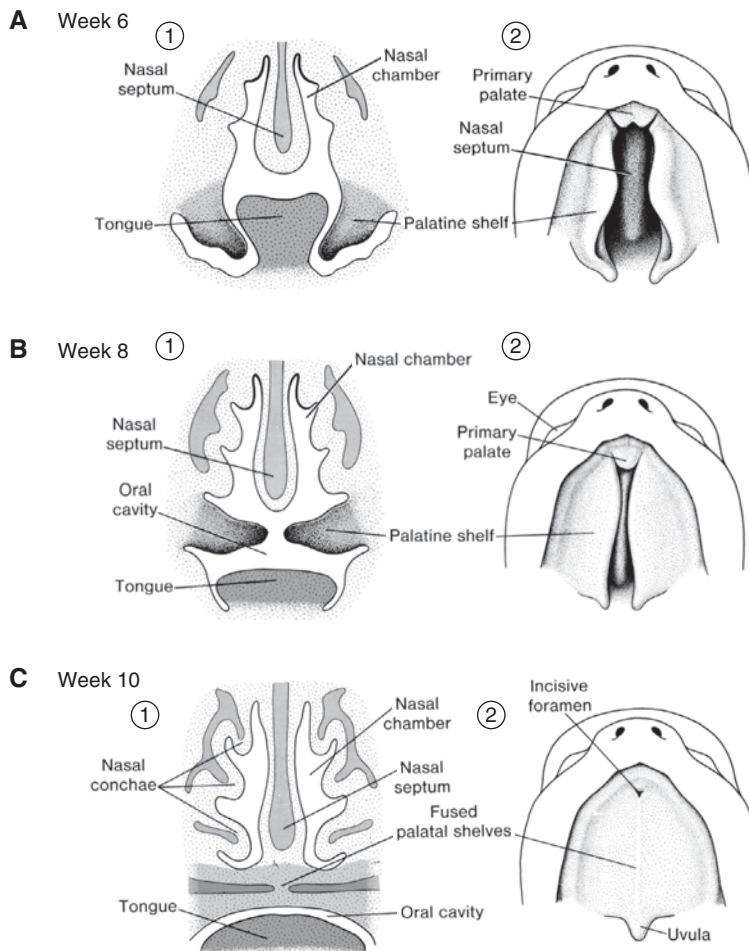 A Week 6
1
2
Nasal
septum
Nasal
chamber
Primary
palate
Nasal
septum
Tongue
Palatine shelf
B Week 8
1
2
Nasal chamber
Nasal
septum
Eye
Primary
palate
Oral
cavity
Palatine shelf
Tongue
C Week 10
1
2
Incisive
foramen
Nasal
chamber
Nasal
conchae
Nasal
septum
Fused
palatal shelves
Tongue
Oral cavity
Uvula